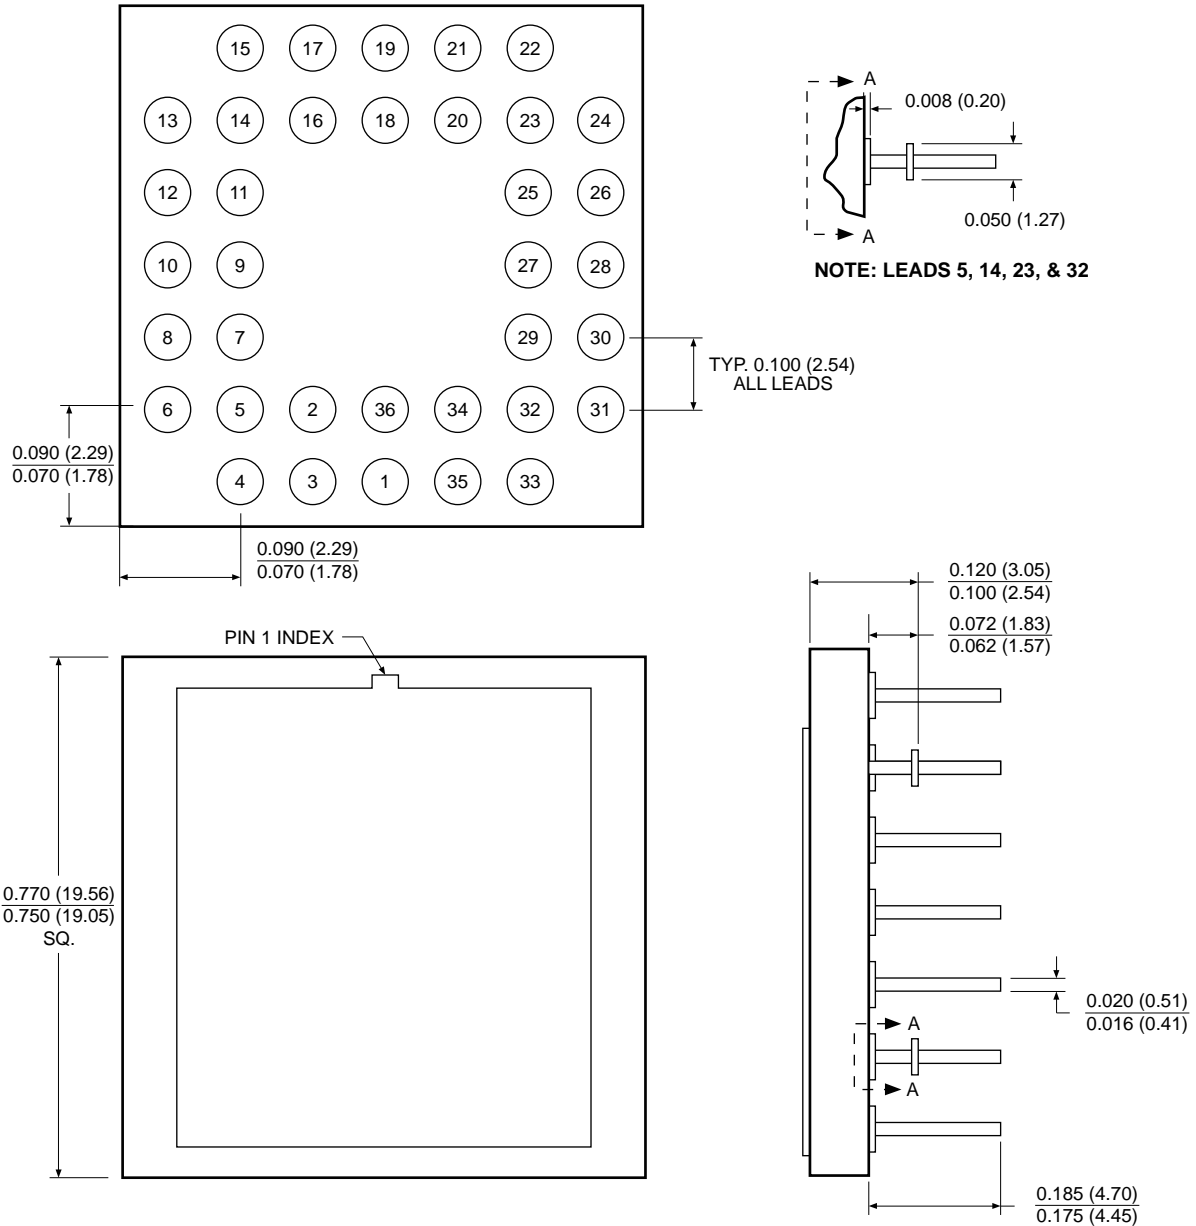 15 17 19 21 22
13 14 16 18 20 23 24
12 11 25 26
10 9 27 28
8 7 29 30
6 5 2 36 34 32 31
4 3 1 35 33
0.090 (2.29)
0.070 (1.78)
0.090 (2.29)
0.070 (1.78)
TYP. 0.100 (2.54)
ALL LEADS
A
0.008 (0.20)
0.050 (1.27)
A
NOTE: LEADS 5, 14, 23, & 32
PIN 1 INDEX
0.770 (19.56)
0.750 (19.05)
SQ.
0.120 (3.05)
0.100 (2.54)
0.072 (1.83)
0.062 (1.57)
0.020 (0.51)
0.016 (0.41)
A
A
0.185 (4.70)
0.175 (4.45)